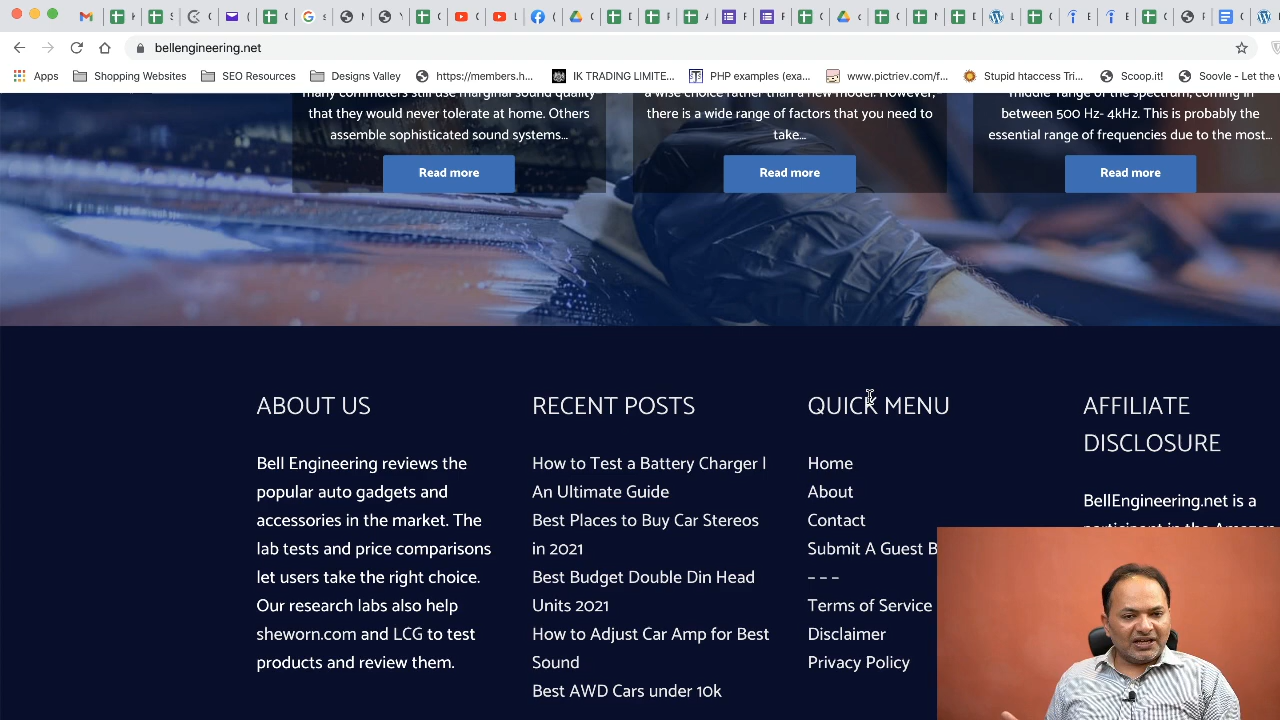 bellengineering.net
Apps Shopping Websites SEO Resources Designs Valley https://members.h... IK TRADING LIMITE... PHP examples (exa... www.pictriev.com/f... Stupid htaccess Tri... Scoop.it! Soovle - Let the
many commuters still use marginal sound quality
that they would never tolerate at home. Others
assemble sophisticated sound systems...
Read more
a wise choice rather than a new model. However,
there is a wide range of factors that you need to
take...
Read more
middle range of the spectrum, coming in
between 500 Hz- 4kHz. This is probably the
essential range of frequencies due to the most...
Read more
ABOUT US
Bell Engineering reviews the
popular auto gadgets and
accessories in the market. The
lab tests and price comparisons
let users take the right choice.
Our research labs also help
sheworn.com and LCG to test
products and review them.
RECENT POSTS
How to Test a Battery Charger |
An Ultimate Guide
Best Places to Buy Car Stereos
in 2021
Best Budget Double Din Head
Units 2021
How to Adjust Car Amp for Best
Sound
Best AWD Cars under 10k
QUICK MENU
Home
About
Contact
Submit A Guest
– – –
Terms of Service
Disclaimer
Privacy Policy
AFFILIATE
DISCLOSURE
BellEngineering.net is a
participant in the Amazon